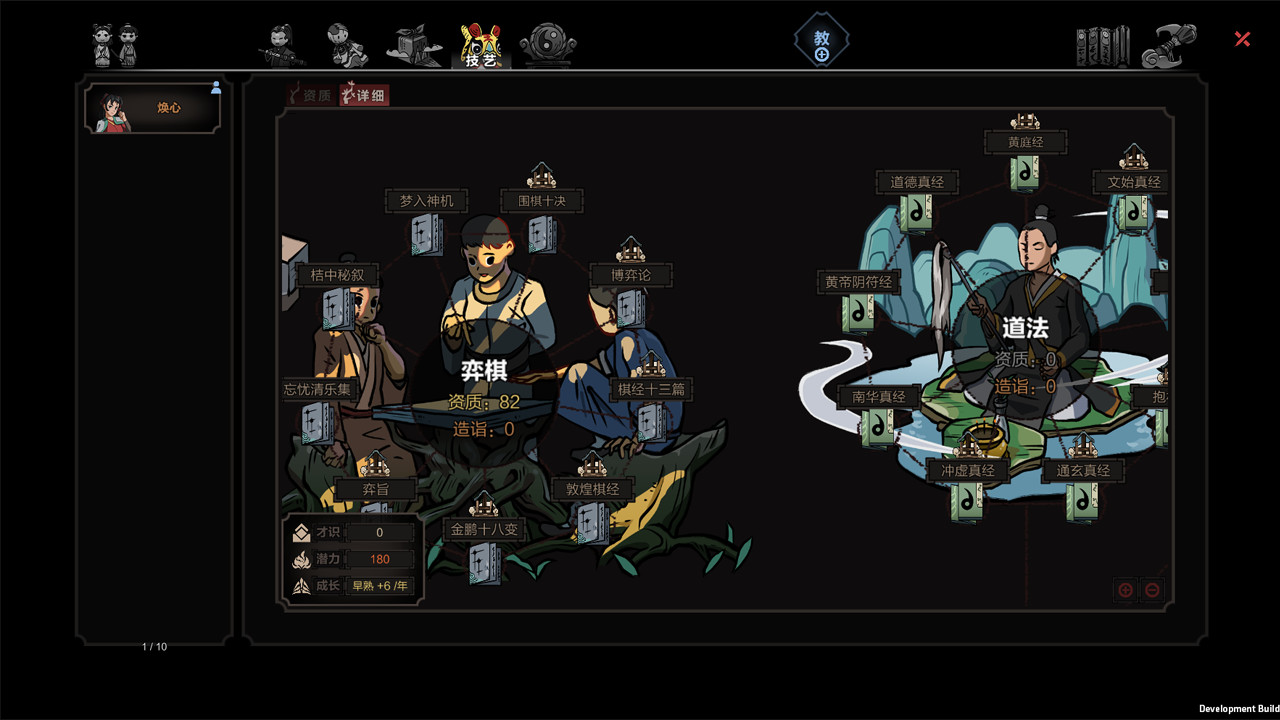 技艺
教
焕心
资质
详细
黄庭经
道德真经
文始真经
梦入神机
围棋十决
桔中秘叙
博弈论
黄帝阴符经
道法
资质：0
造诣：0
弈棋
资质：82
造诣：0
忘忧清乐集
棋经十三篇
南华真经
抱
冲虚真经
通玄真经
弈旨
敦煌棋经
金鹏十八变
才识 0
潜力 180
成长 早熟 +6 /年
1 / 10
Development Build